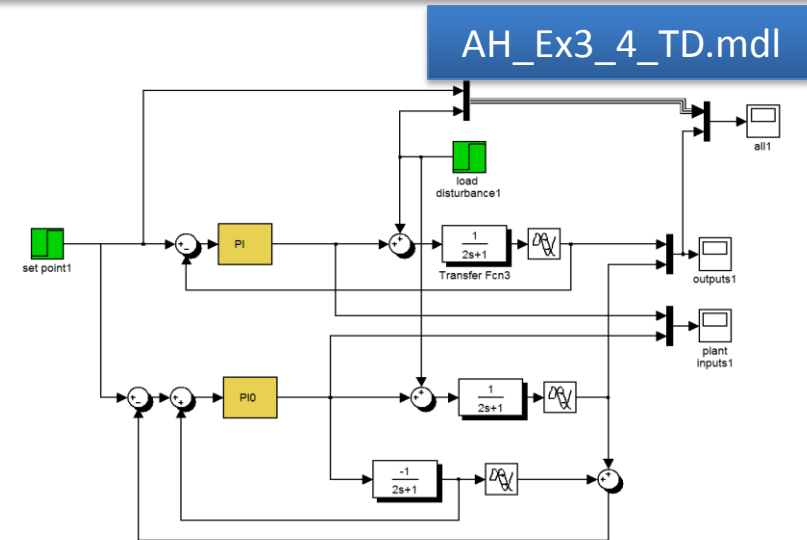 AH_Ex3_4_TD.mdl
all1
load
disturbance1
set point1
PI
1
2s+1
Transfer Fcn3
outputs1
plant
inputs1
PI0
1
2s+1
-1
2s+1